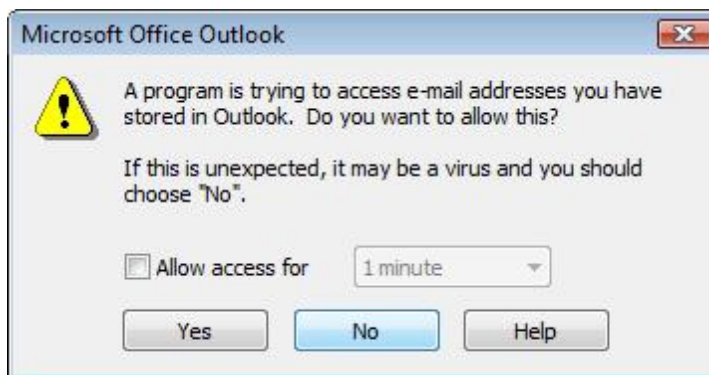 Microsoft Office Outlook
A program is trying to access e-mail addresses you have
stored in Outlook. Do you want to allow this?
If this is unexpected, it may be a virus and you should
choose "No".
Allow access for
1 minute
Yes
No
Help